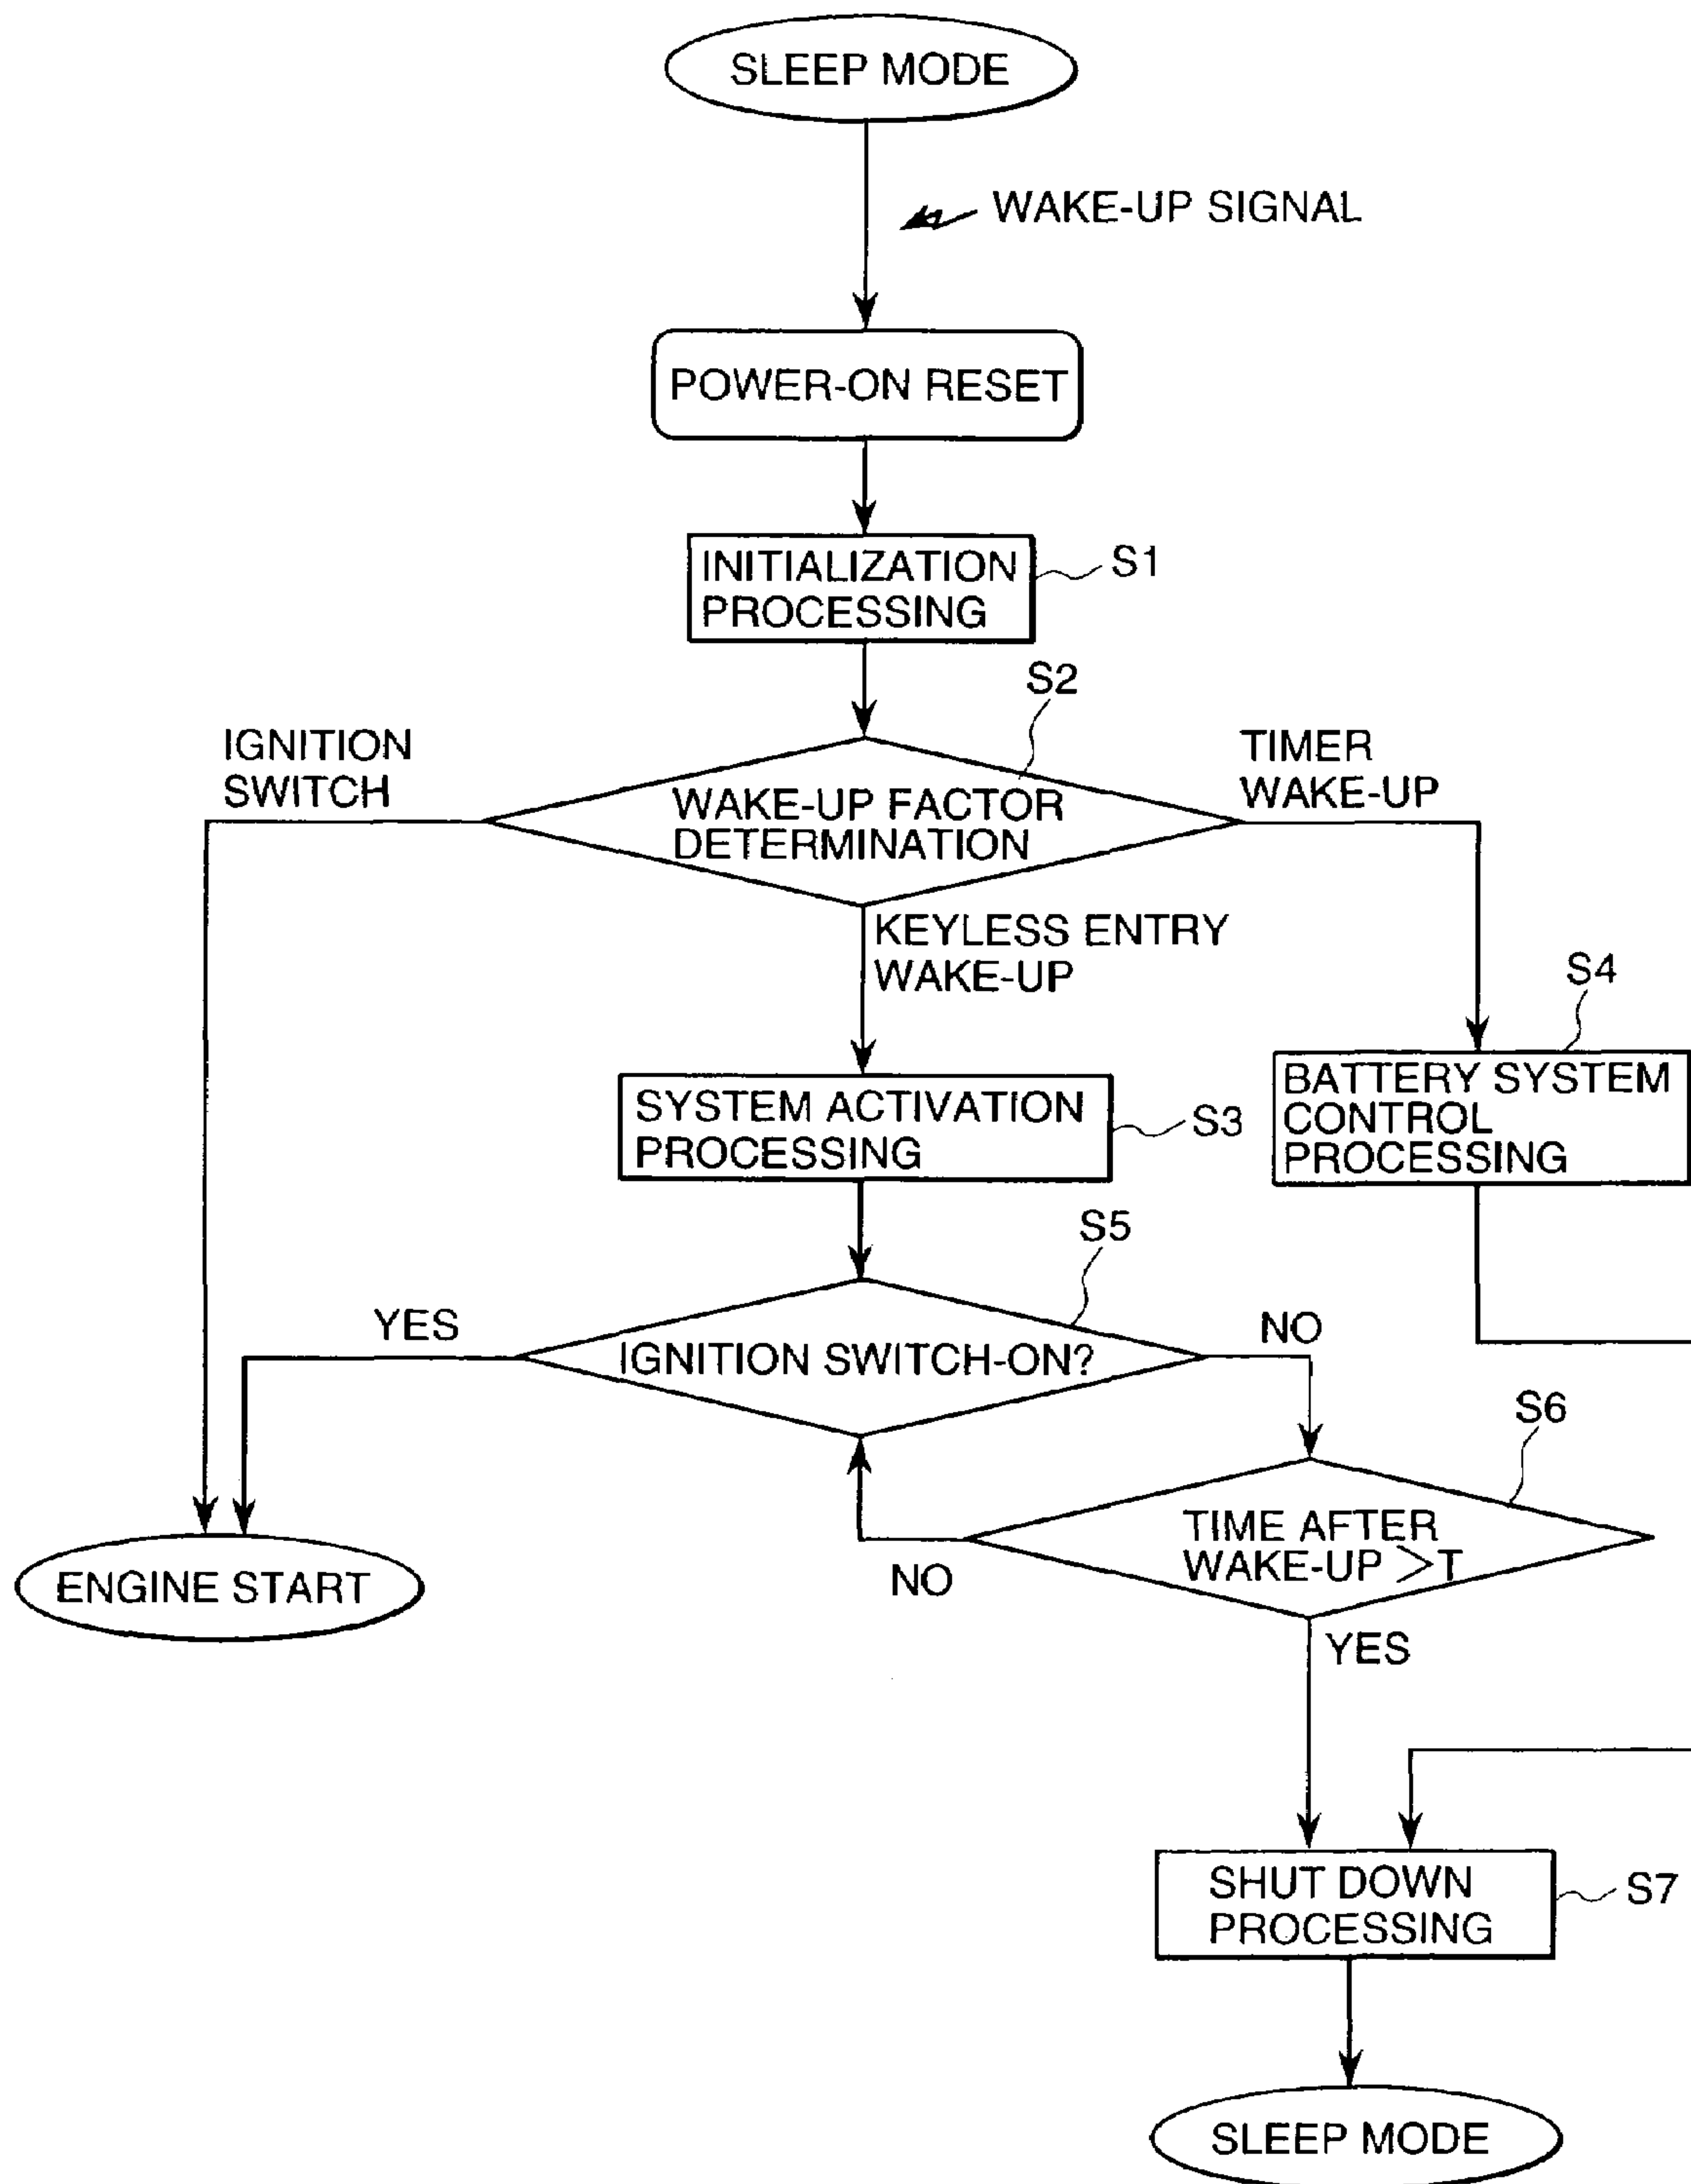 SLEEP MODE
WAKE-UP SIGNAL
POWER-ON RESET
INITIALIZATION
PROCESSING
S1
S2
IGNITION
SWITCH
TIMER
WAKE-UP
WAKE-UP FACTOR
DETERMINATION
KEYLESS ENTRY
WAKE-UP
S4
SYSTEM ACTIVATION
PROCESSING
S3
BATTERY SYSTEM
CONTROL
PROCESSING
S5
YES
IGNITION SWITCH-ON?
NO
S6
TIME AFTER
WAKE-UP >T
NO
ENGINE START
YES
SHUT DOWN
PROCESSING
S7
SLEEP MODE